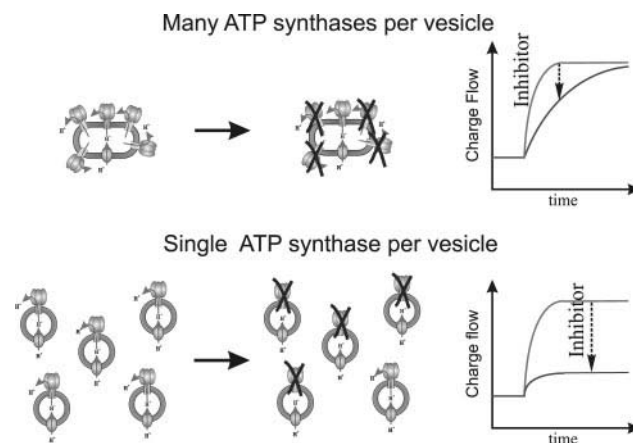 Many ATP synthases per vesicle
Charge Flow
Inhibitor
time
Single ATP synthase per vesicle
Charge flow
Inhibitor
time